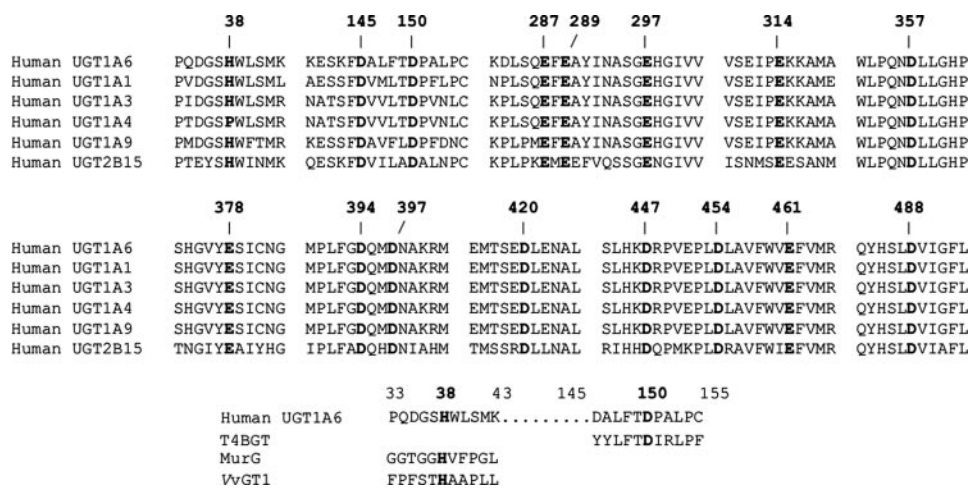 38 145 150 287 289 297 314 357
Human UGT1A6 PQDGSHWLSMK KESKFDALFTDPALPC KDLSQEFEAYINASGEHGIVV VSEIPEKKAMA WLPQNDLLGHP
Human UGT1A1 PVDGSHWLSML AESSFDVMLTDPFLPC NPLSQEFEAYINASGEHGIVV VSEIPEKKAME WLPQNDLLGHP
Human UGT1A3 PIDGSHWLSMR NATSFDVVLTDPVNLC KPLSQEFEAYINASGEHGIVV VSEIPEKKAMA WLPQNDLLGHP
Human UGT1A4 PTDGSPWLSMR NATSFDVVLTDPVNLC KPLSQEFEAYINASGEHGIVV VSEIPEKKAMA WLPQNDLLGHP
Human UGT1A9 PMDGSHWFTMR KESSFDAVFLDPFDNC KPLPMEFEAYINASGEHGIVV VSEIPEKKAMA WLPQNDLLGHP
Human UGT2B15 PTEYSHWINMK QESKFDVILADALNPC KPLPKEMEEFVQSSGENGIVV ISNMSEESANM WLPQNDLLGHP
378 394 397 420 447 454 461 488
Human UGT1A6 SHGVYESICNG MPLFGDQMDNAKRM EMTSEDLENAL SLHKDRPVEPLDLAVFWVEFVMR QYHSLDVIGFL
Human UGT1A1 SHGVYESICNG MPLFGDQMDNAKRM EMTSEDLENAL SLHKDRPVEPLDLAVFWVEFVMR QYHSLDVIGFL
Human UGT1A3 SHGVYESICNG MPLFGDQMDNAKRM EMTSEDLENAL SLHKDRPVEPLDLAVFWVEFVMR QYHSLDVIGFL
Human UGT1A4 SHGVYESICNG MPLFGDQMDNAKRM EMTSEDLENAL SLHKDRPVEPLDLAVFWVEFVMR QYHSLDVIGFL
Human UGT1A9 SHGVYESICNG MPLFGDQMDNAKRM EMTSEDLENAL SLHKDRPVEPLDLAVFWVEFVMR QYHSLDVIGFL
Human UGT2B15 TNGIYEAIYHG IPLFADQHDNIAHM TMSSRDLLNAL RIHHDQPMKPLDRAVFWIEFVMR QYHSLDVIAFL
33 38 43 145 150 155
Human UGT1A6 PQDGSHWLSMK.........DALFTDPALPC
T4BGT YYLFTDIRLPF
MurG GGTGGHVFPGL
VvGT1 FPFSTHAAPLL